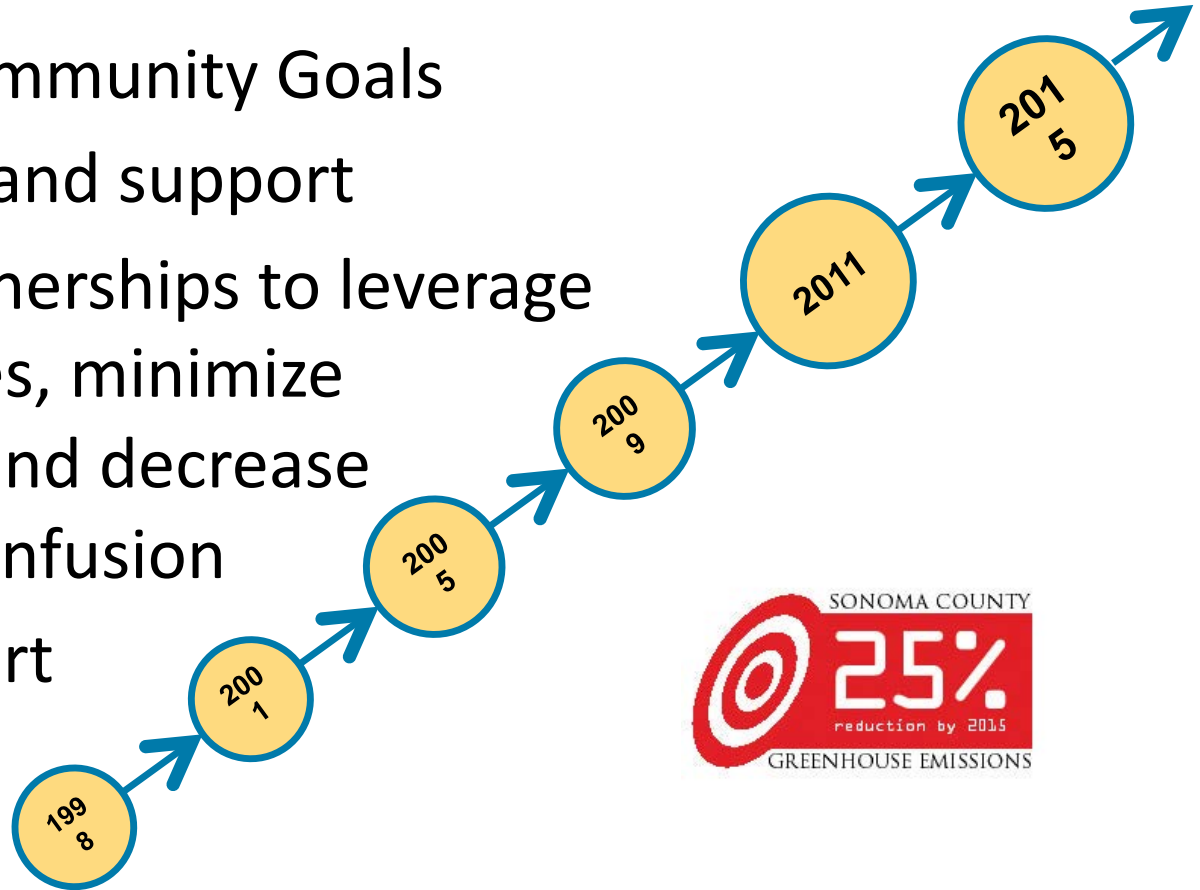 mmunity Goals
and support
nerships to leverage
es, minimize
nd decrease
nfusion
rt
201
5
2011
200
9
200
5
200
1
199
8
SONOMA COUNTY
25%
reduction by 2015
GREENHOUSE EMISSIONS